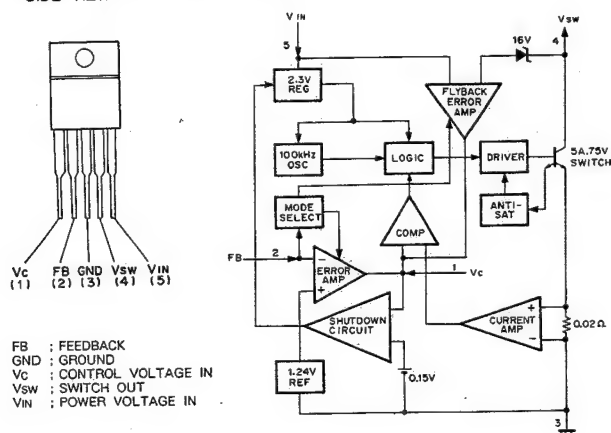 Vc
(1)
FB
(2)
GND
(3)
Vsw
(4)
VIN
(5)
FB : FEEDBACK
GND : GROUND
Vc : CONTROL VOLTAGE IN
Vsw : SWITCH OUT
VIN : POWER VOLTAGE IN
VIN
5
2.3V
REG
16V
Vsw
4
FLYBACK
ERROR
AMP
100kHz
OSC
LOGIC
DRIVER
5A, 75V
SWITCH
ANTI-
SAT
MODE
SELECT
COMP
FB
2
−
+
ERROR
AMP
1
Vc
SHUTDOWN
CIRCUIT
CURRENT
AMP
+
−
0.02Ω
1.24V
REF
0.15V
3